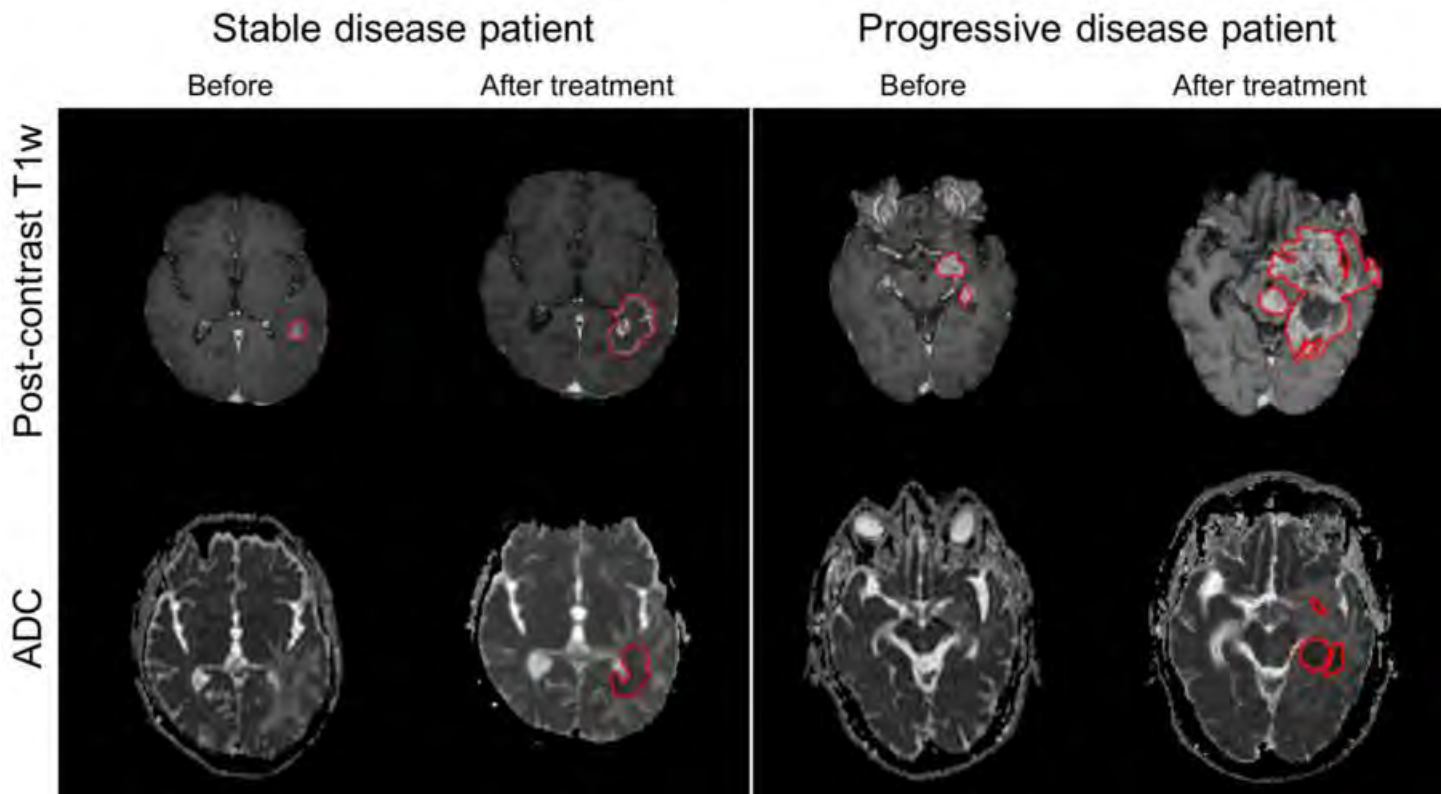 Stable disease patient
Progressive disease patient
Before
After treatment
Before
After treatment
Post-contrast T1w
ADC